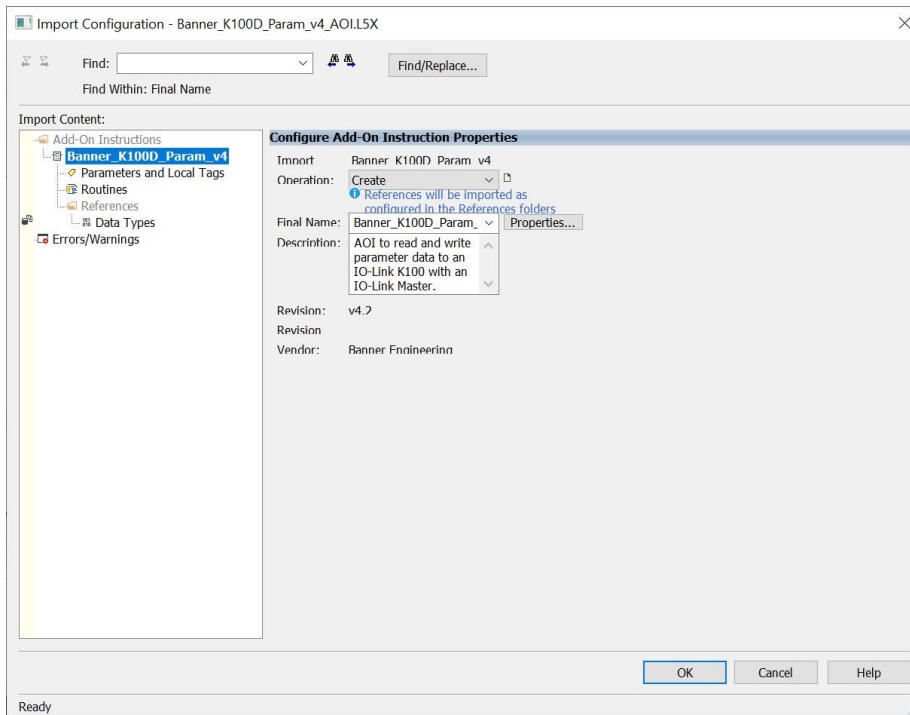 Import Configuration - Banner_K100D_Param_v4_AOI.L5X
Find:
Find/Replace...
Find Within: Final Name
Import Content:
Add-On Instructions
Banner_K100D_Param_v4
Parameters and Local Tags
Routines
References
Data Types
Errors/Warnings
Configure Add-On Instruction Properties
Import Banner_K100D_Param_v4
Operation: Create
References will be imported as
configured in the References folders
Final Name: Banner_K100D_Param_ Properties...
Description: AOI to read and write
parameter data to an
IO-Link K100 with an
IO-Link Master.
Revision: v4.2
Revision
Vendor: Banner Engineering
OK Cancel Help
Ready